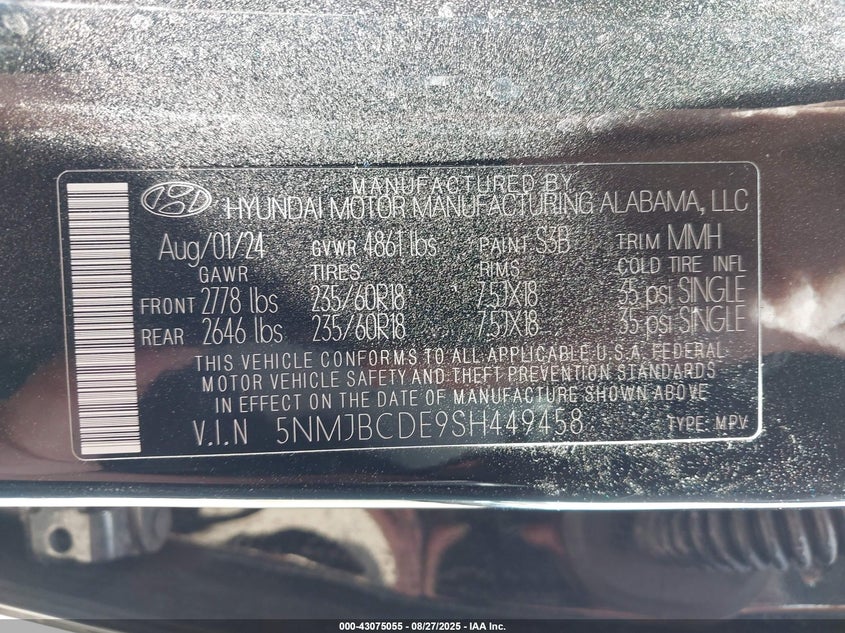 MANUFACTURED BY
HYUNDAI MOTOR MANUFACTURING ALABAMA, LLC
Aug/01/24 GVWR 4861 lbs PAINT S3B TRIM MMH
GAWR TIRES RIMS COLD TIRE INFL
FRONT 2778 lbs 235/60R18 7.5JX18 35 psi SINGLE
REAR 2646 lbs 235/60R18 7.5JX18 35 psi SINGLE
THIS VEHICLE CONFORMS TO ALL APPLICABLE U.S.A. FEDERAL
MOTOR VEHICLE SAFETY AND THEFT PREVENTION STANDARDS
IN EFFECT ON THE DATE OF MANUFACTURE SHOWN ABOVE
V.I.N 5NMJBCDE9SH449458 TYPE MPV
000-43075055 - 08/27/2025 - IAA Inc.